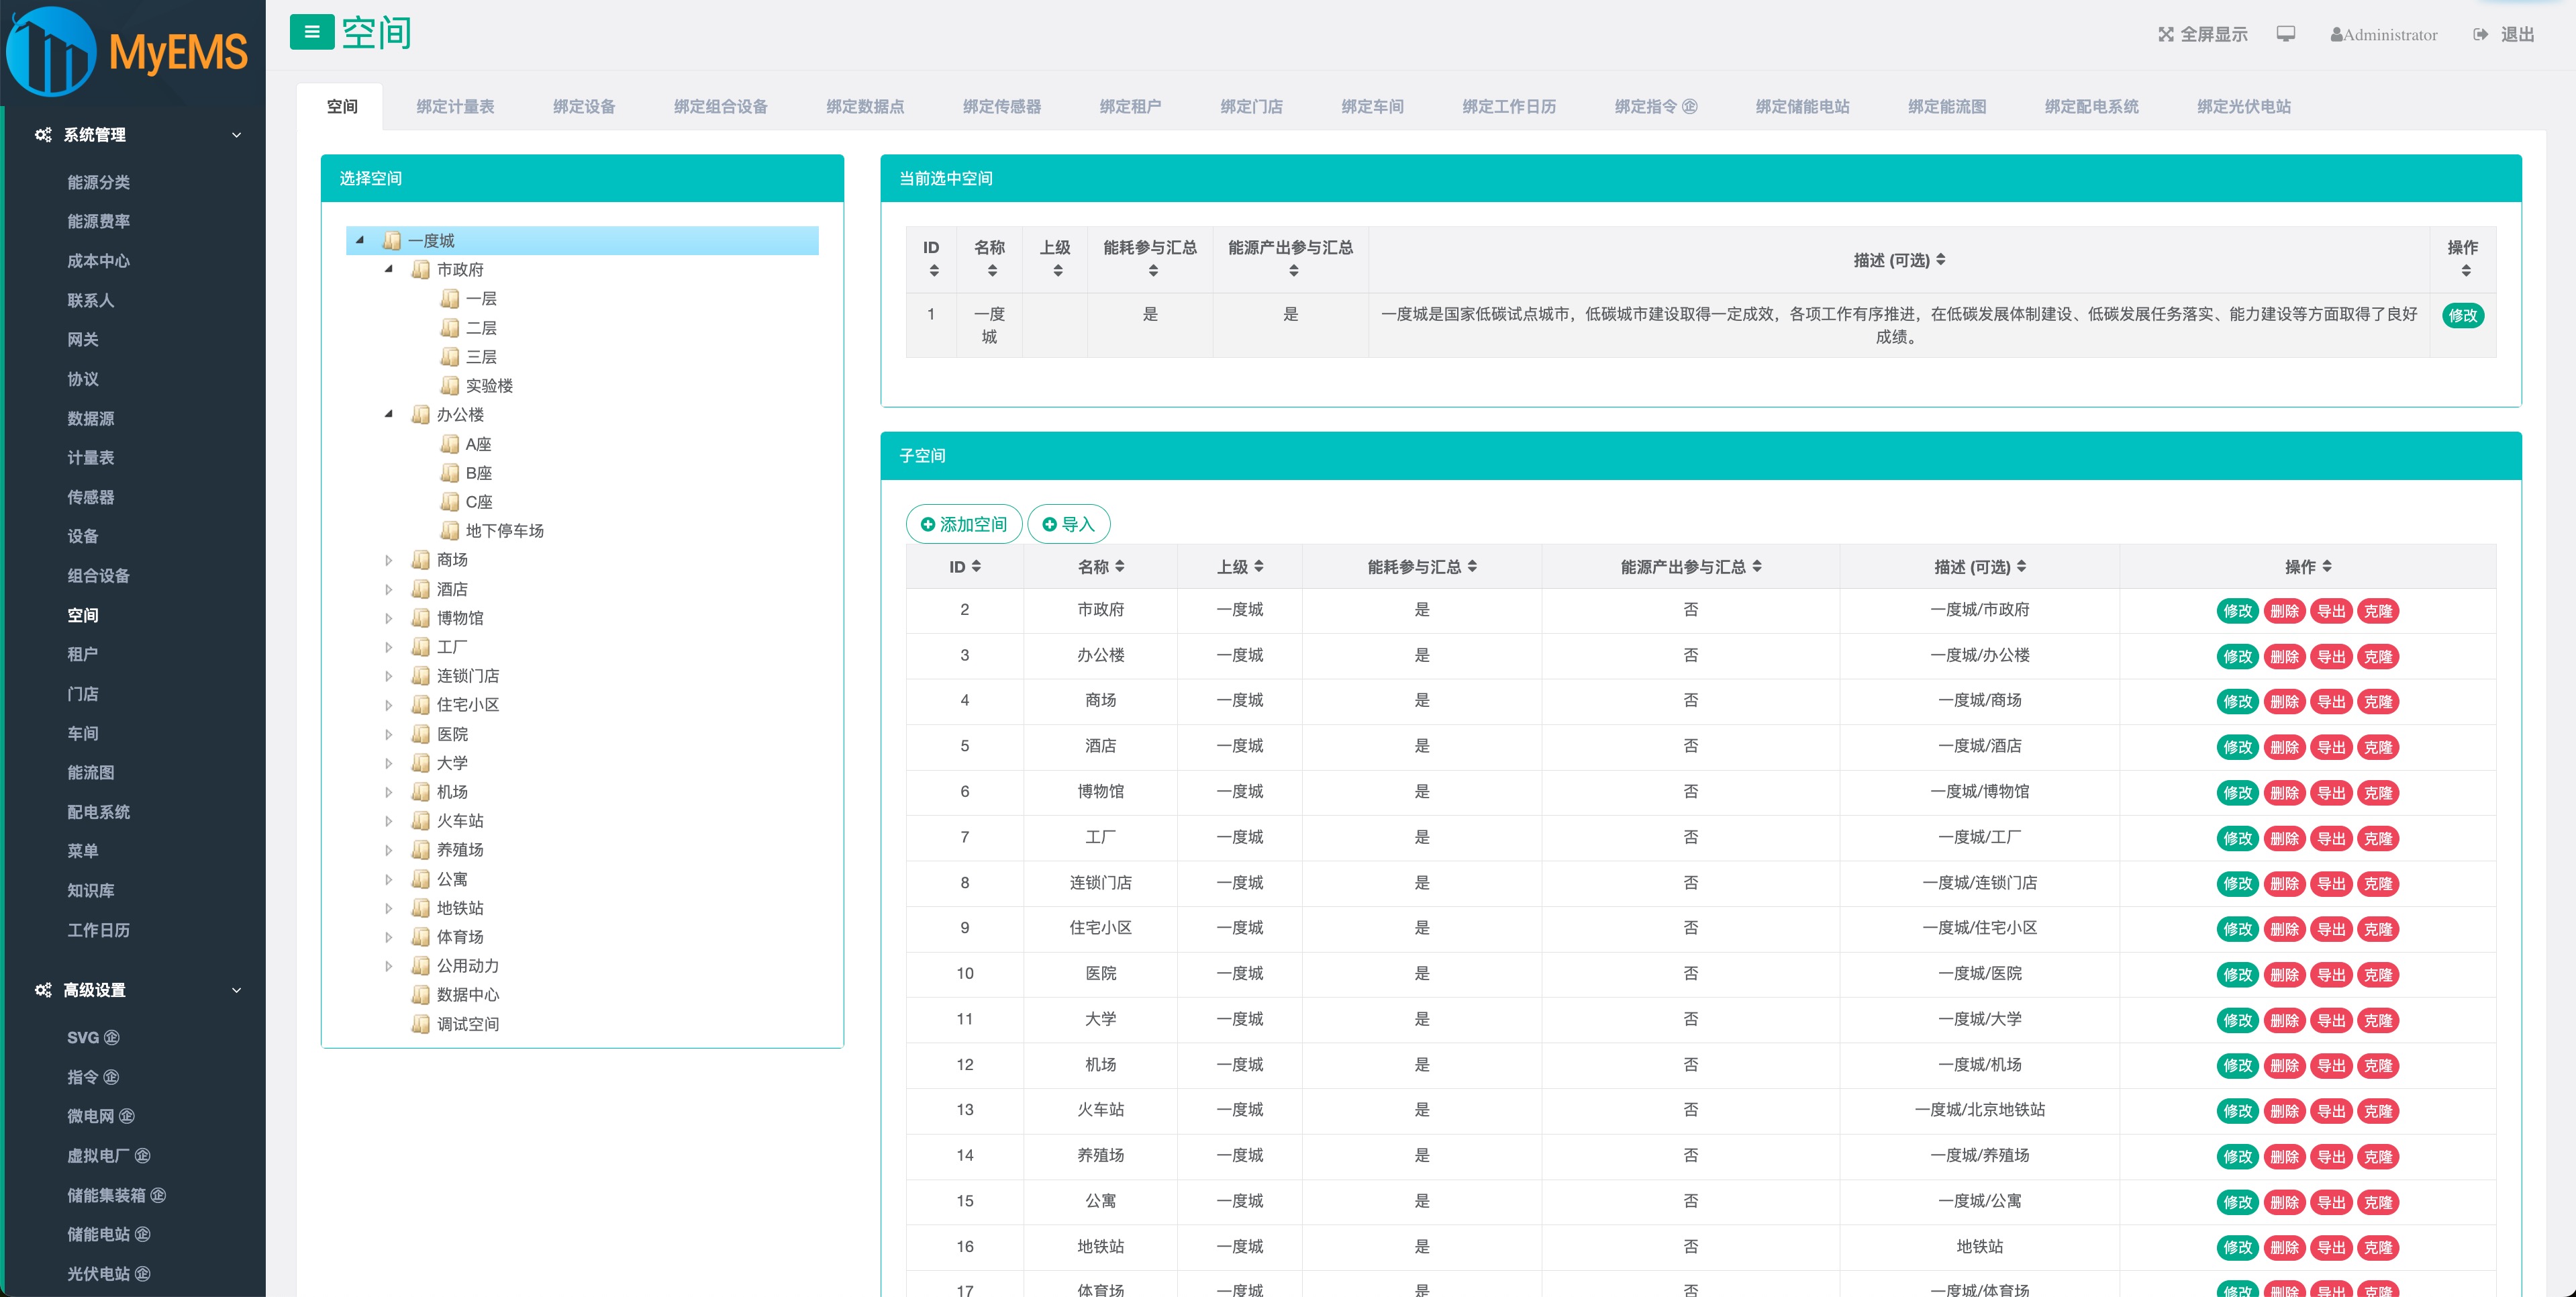 MyEMS
空间
全屏显示
Administrator
退出
系统管理
能源分类
能源费率
成本中心
联系人
网关
协议
数据源
计量表
传感器
设备
组合设备
空间
租户
门店
车间
能流图
配电系统
菜单
知识库
工作日历
高级设置
SVG 企
指令 企
微电网 企
虚拟电厂 企
储能集装箱 企
储能电站 企
光伏电站 企
空间 绑定计量表 绑定设备 绑定组合设备 绑定数据点 绑定传感器 绑定租户 绑定门店 绑定车间 绑定工作日历 绑定指令 企 绑定储能电站 绑定能流图 绑定配电系统 绑定光伏电站
选择空间
一度城
市政府
一层
二层
三层
实验楼
办公楼
A座
B座
C座
地下停车场
商场
酒店
博物馆
工厂
连锁门店
住宅小区
医院
大学
机场
火车站
养殖场
公寓
地铁站
体育场
公用动力
数据中心
调试空间
当前选中空间
ID 名称 上级 能耗参与汇总 能源产出参与汇总 描述 (可选) 操作
1 一度城 是 是 一度城是国家低碳试点城市，低碳城市建设取得一定成效，各项工作有序推进，在低碳发展体制建设、低碳发展任务落实、能力建设等方面取得了良好 修改
成绩。
子空间
添加空间 导入
ID 名称 上级 能耗参与汇总 能源产出参与汇总 描述 (可选) 操作
2 市政府 一度城 是 否 一度城/市政府 修改 删除 导出 克隆
3 办公楼 一度城 是 否 一度城/办公楼 修改 删除 导出 克隆
4 商场 一度城 是 否 一度城/商场 修改 删除 导出 克隆
5 酒店 一度城 是 否 一度城/酒店 修改 删除 导出 克隆
6 博物馆 一度城 是 否 一度城/博物馆 修改 删除 导出 克隆
7 工厂 一度城 是 否 一度城/工厂 修改 删除 导出 克隆
8 连锁门店 一度城 是 否 一度城/连锁门店 修改 删除 导出 克隆
9 住宅小区 一度城 是 否 一度城/住宅小区 修改 删除 导出 克隆
10 医院 一度城 是 否 一度城/医院 修改 删除 导出 克隆
11 大学 一度城 是 否 一度城/大学 修改 删除 导出 克隆
12 机场 一度城 是 否 一度城/机场 修改 删除 导出 克隆
13 火车站 一度城 是 否 一度城/北京地铁站 修改 删除 导出 克隆
14 养殖场 一度城 是 否 一度城/养殖场 修改 删除 导出 克隆
15 公寓 一度城 是 否 一度城/公寓 修改 删除 导出 克隆
16 地铁站 一度城 是 否 地铁站 修改 删除 导出 克隆
17 体育场 一度城 是 否 一度城/体育场 修改 删除 导出 克隆